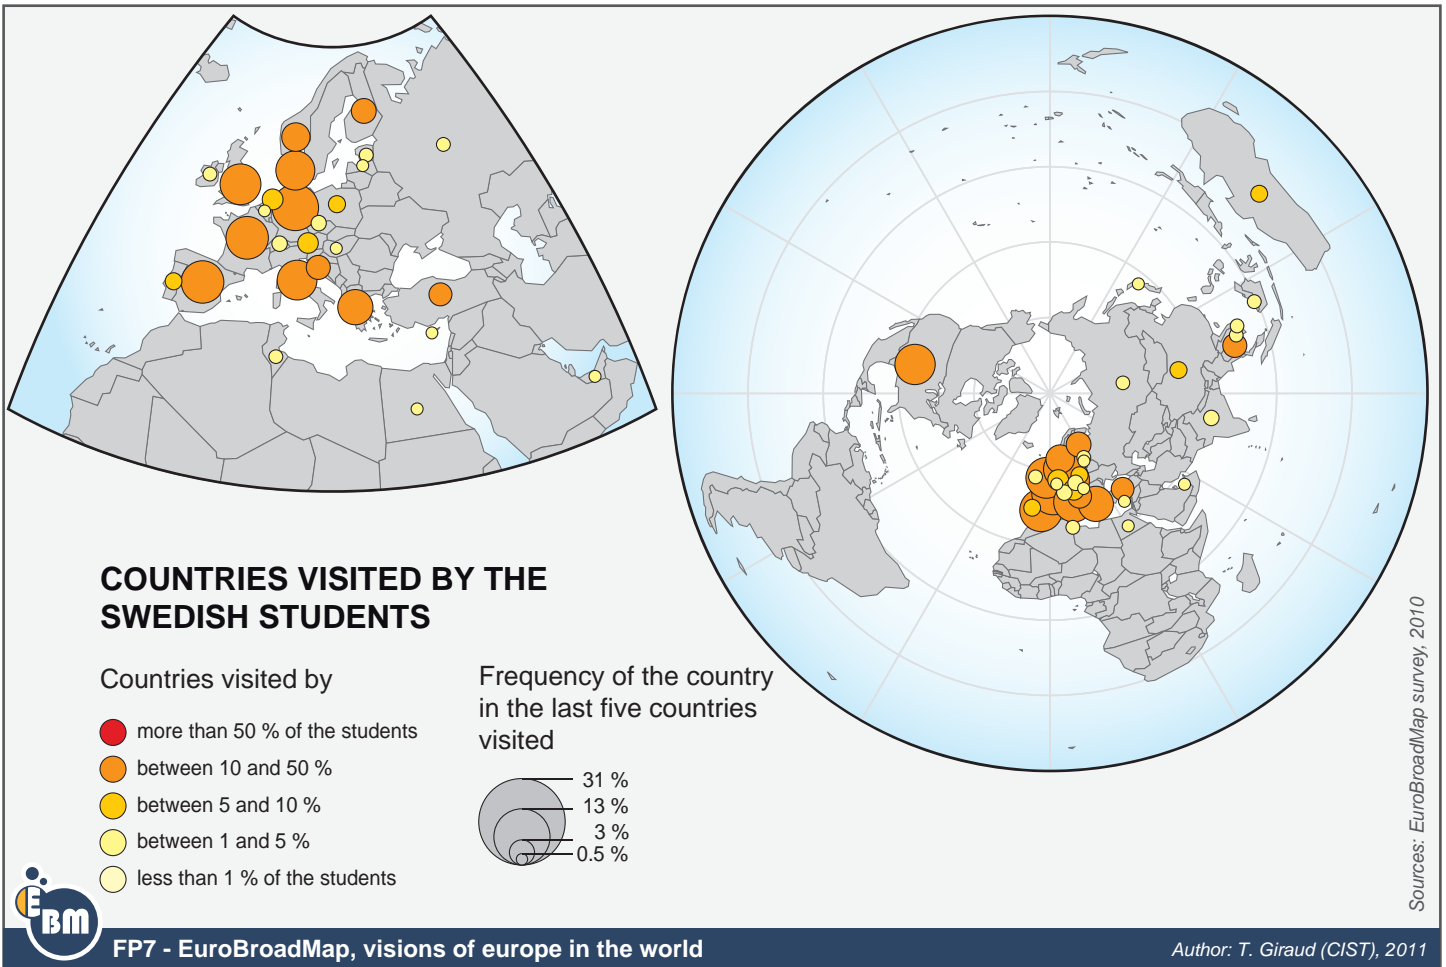 COUNTRIES VISITED BY THE
SWEDISH STUDENTS
Countries visited by
more than 50 % of the students
between 10 and 50 %
between 5 and 10 %
between 1 and 5 %
less than 1 % of the students
Frequency of the country
in the last five countries
visited
31 %
13 %
3 %
0.5 %
Sources: EuroBroadMap survey, 2010
EBM
FP7 - EuroBroadMap, visions of europe in the world
Author: T. Giraud (CIST), 2011